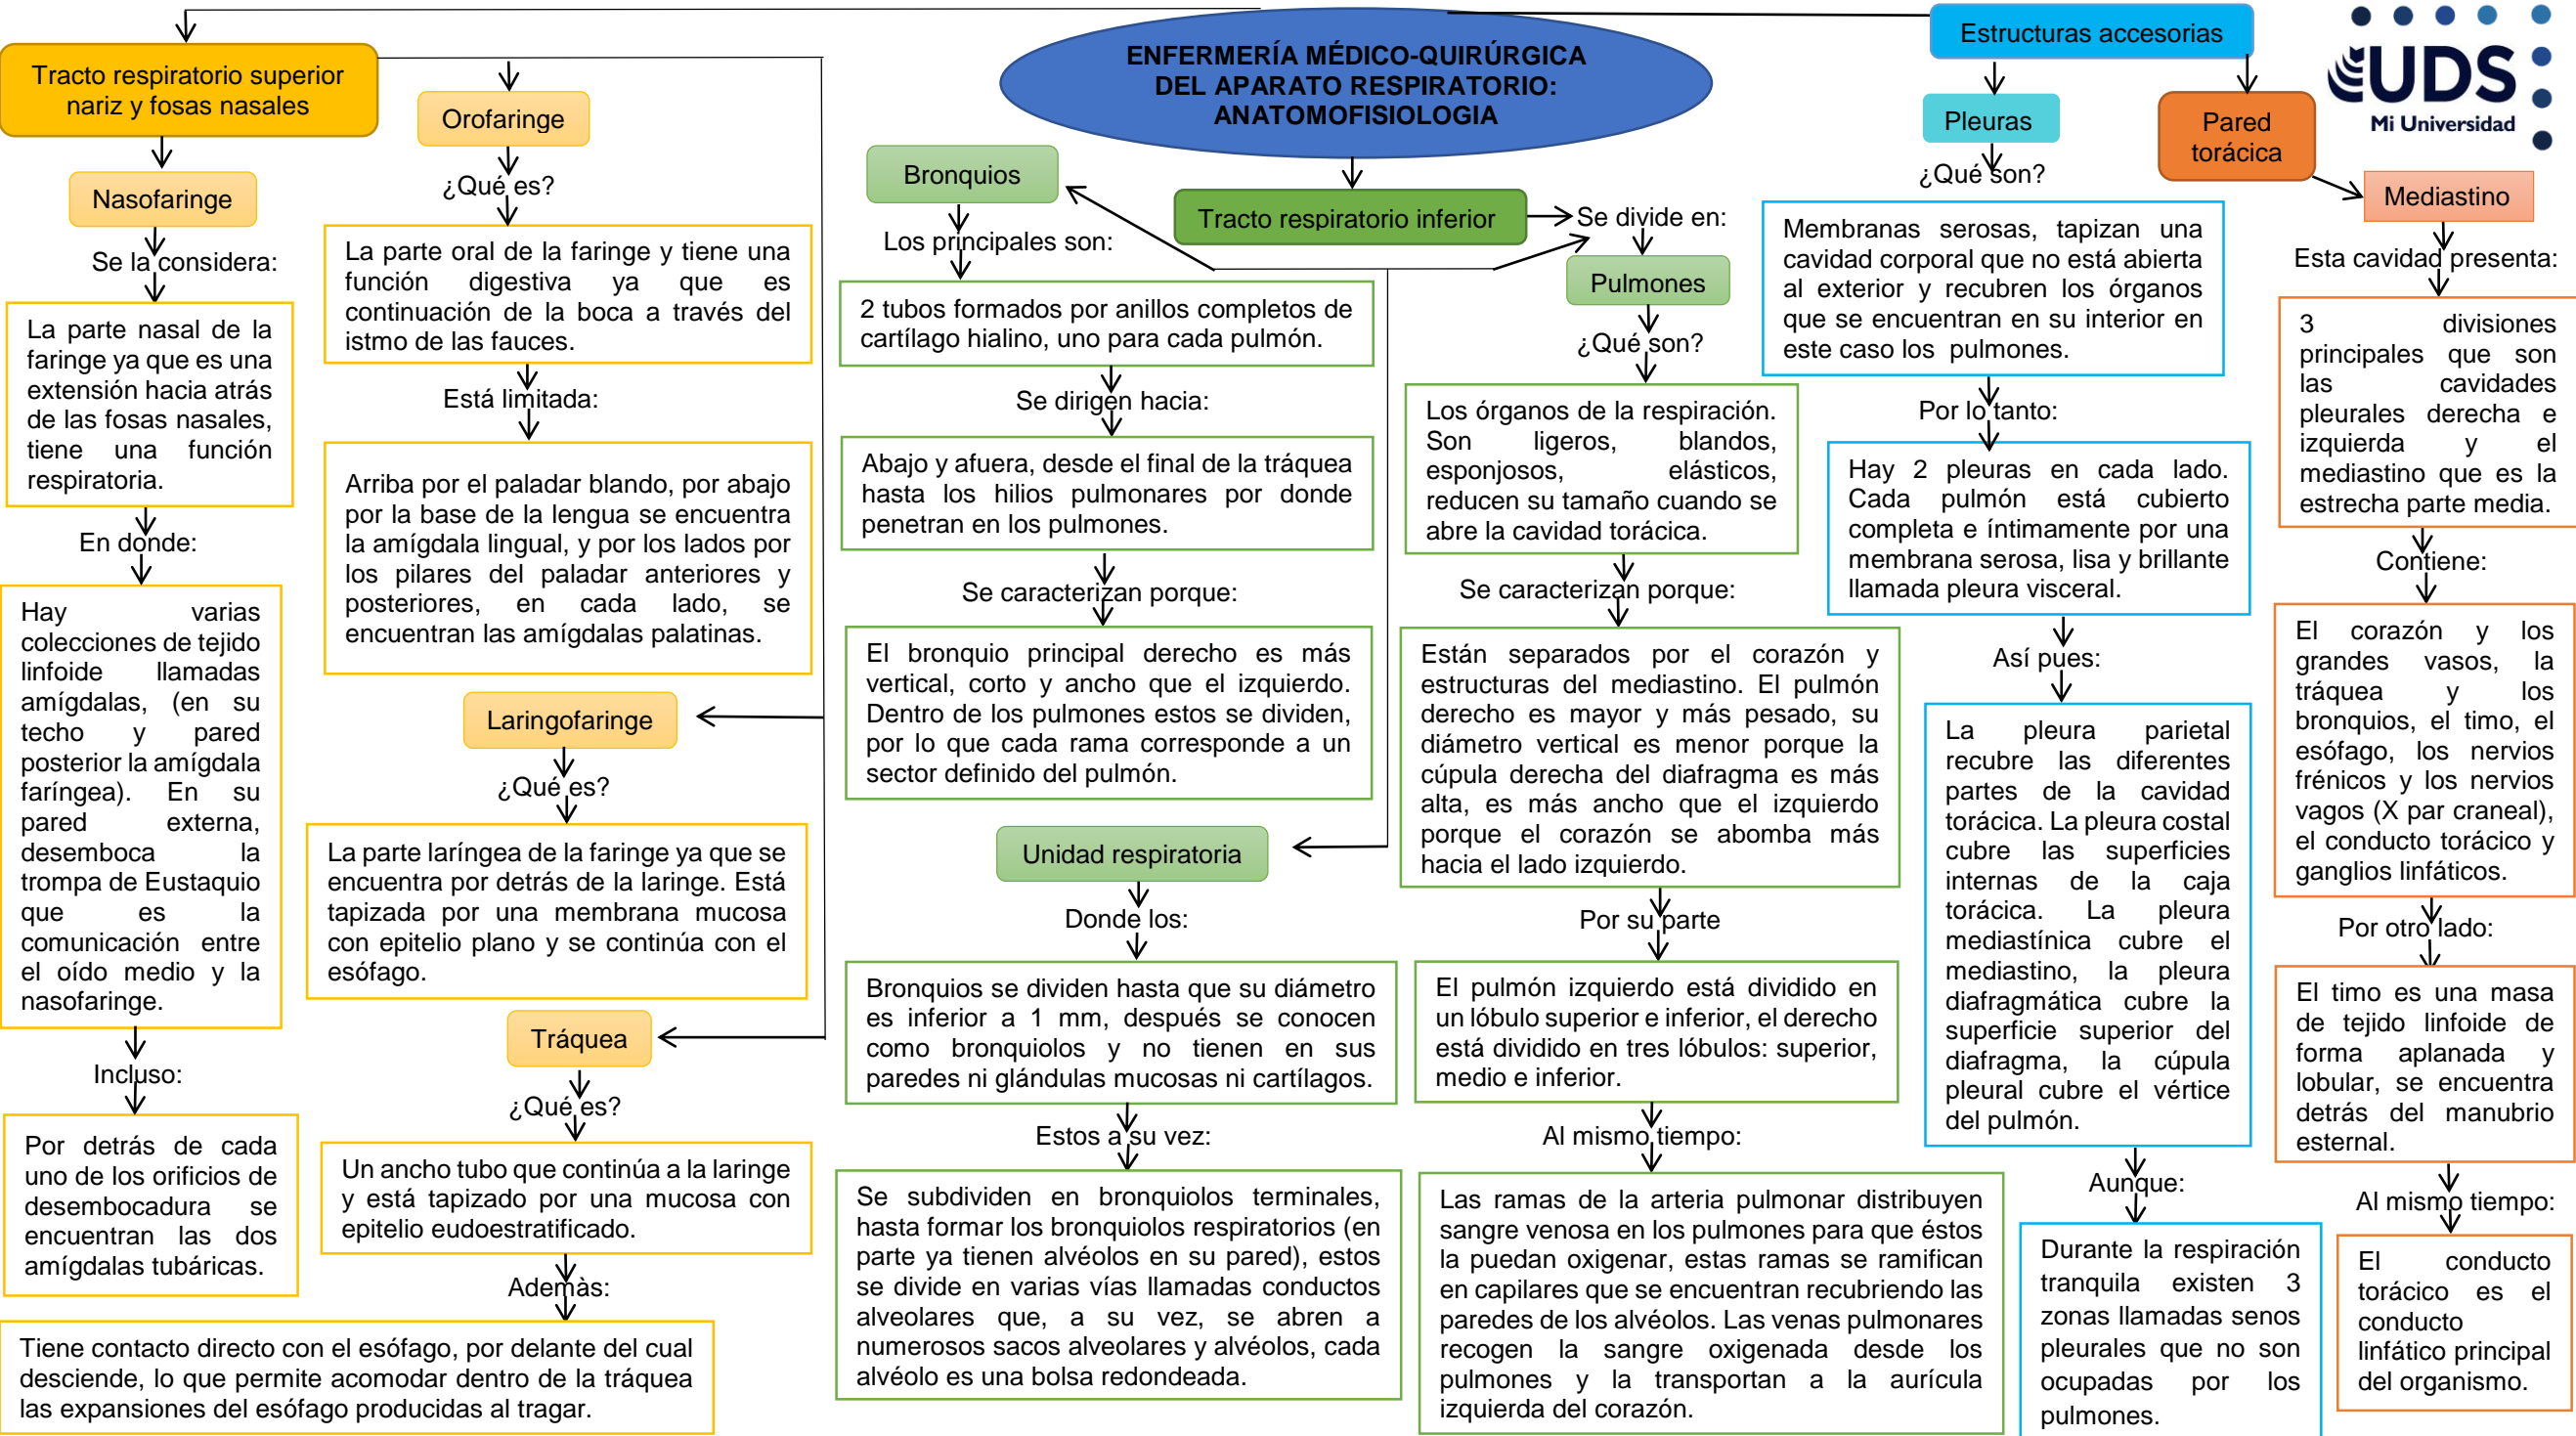 ENFERMERÍA MÉDICO-QUIRÚRGICA
DEL APARATO RESPIRATORIO:
ANATOMOFISIOLOGIA
Tracto respiratorio superior
nariz y fosas nasales
Nasofaringe
Se la considera:
La parte nasal de la
faringe ya que es una
extensión hacia atrás
de las fosas nasales,
tiene una función
respiratoria.
En donde:
Hay varias
colecciones de tejido
linfoide llamadas
amígdalas, (en su
techo y pared
posterior la amígdala
faríngea). En su
pared externa,
desemboca la
trompa de Eustaquio
que es la
comunicación entre
el oído medio y la
nasofaringe.
Incluso:
Por detrás de cada
uno de los orificios de
desembocadura se
encuentran las dos
amígdalas tubáricas.
Orofaringe
¿Qué es?
La parte oral de la faringe y tiene una
función digestiva ya que es
continuación de la boca a través del
istmo de las fauces.
Está limitada:
Arriba por el paladar blando, por abajo
por la base de la lengua se encuentra
la amígdala lingual, y por los lados por
los pilares del paladar anteriores y
posteriores, en cada lado, se
encuentran las amígdalas palatinas.
Laringofaringe
¿Qué es?
La parte laríngea de la faringe ya que se
encuentra por detrás de la laringe. Está
tapizada por una membrana mucosa
con epitelio plano y se continúa con el
esófago.
Tráquea
¿Qué es?
Un ancho tubo que continúa a la laringe
y está tapizado por una mucosa con
epitelio eudoestratificado.
Ademàs:
Tiene contacto directo con el esófago, por delante del cual
desciende, lo que permite acomodar dentro de la tráquea
las expansiones del esófago producidas al tragar.
Tracto respiratorio inferior
Se divide en:
Bronquios
Los principales son:
2 tubos formados por anillos completos de
cartílago hialino, uno para cada pulmón.
Se dirigen hacia:
Abajo y afuera, desde el final de la tráquea
hasta los hilios pulmonares por donde
penetran en los pulmones.
Se caracterizan porque:
El bronquio principal derecho es más
vertical, corto y ancho que el izquierdo.
Dentro de los pulmones estos se dividen,
por lo que cada rama corresponde a un
sector definido del pulmón.
Unidad respiratoria
Donde los:
Bronquios se dividen hasta que su diámetro
es inferior a 1 mm, después se conocen
como bronquiolos y no tienen en sus
paredes ni glándulas mucosas ni cartílagos.
Estos a su vez:
Se subdividen en bronquiolos terminales,
hasta formar los bronquiolos respiratorios (en
parte ya tienen alvéolos en su pared), estos
se divide en varias vías llamadas conductos
alveolares que, a su vez, se abren a
numerosos sacos alveolares y alvéolos, cada
alvéolo es una bolsa redondeada.
Pulmones
¿Qué son?
Los órganos de la respiración.
Son ligeros, blandos,
esponjosos, elásticos,
reducen su tamaño cuando se
abre la cavidad torácica.
Se caracterizan porque:
Están separados por el corazón y
estructuras del mediastino. El pulmón
derecho es mayor y más pesado, su
diámetro vertical es menor porque la
cúpula derecha del diafragma es más
alta, es más ancho que el izquierdo
porque el corazón se abomba más
hacia el lado izquierdo.
Por su parte
El pulmón izquierdo está dividido en
un lóbulo superior e inferior, el derecho
está dividido en tres lóbulos: superior,
medio e inferior.
Al mismo tiempo:
Las ramas de la arteria pulmonar distribuyen
sangre venosa en los pulmones para que éstos
la puedan oxigenar, estas ramas se ramifican
en capilares que se encuentran recubriendo las
paredes de los alvéolos. Las venas pulmonares
recogen la sangre oxigenada desde los
pulmones y la transportan a la aurícula
izquierda del corazón.
Estructuras accesorias
Pleuras
¿Qué son?
Membranas serosas, tapizan una
cavidad corporal que no está abierta
al exterior y recubren los órganos
que se encuentran en su interior en
este caso los pulmones.
Por lo tanto:
Hay 2 pleuras en cada lado.
Cada pulmón está cubierto
completa e íntimamente por una
membrana serosa, lisa y brillante
llamada pleura visceral.
Así pues:
La pleura parietal
recubre las diferentes
partes de la cavidad
torácica. La pleura costal
cubre las superficies
internas de la caja
torácica. La pleura
mediastínica cubre el
mediastino, la pleura
diafragmática cubre la
superficie superior del
diafragma, la cúpula
pleural cubre el vértice
del pulmón.
Aunque:
Durante la respiración
tranquila existen 3
zonas llamadas senos
pleurales que no son
ocupadas por los
pulmones.
Pared
torácica
Mediastino
Esta cavidad presenta:
3 divisiones
principales que son
las cavidades
pleurales derecha e
izquierda y el
mediastino que es la
estrecha parte media.
Contiene:
El corazón y los
grandes vasos, la
tráquea y los
bronquios, el timo, el
esófago, los nervios
frénicos y los nervios
vagos (X par craneal),
el conducto torácico y
ganglios linfáticos.
Por otro lado:
El timo es una masa
de tejido linfoide de
forma aplanada y
lobular, se encuentra
detrás del manubrio
esternal.
Al mismo tiempo:
El conducto
torácico es el
conducto
linfático principal
del organismo.
UDS
Mi Universidad